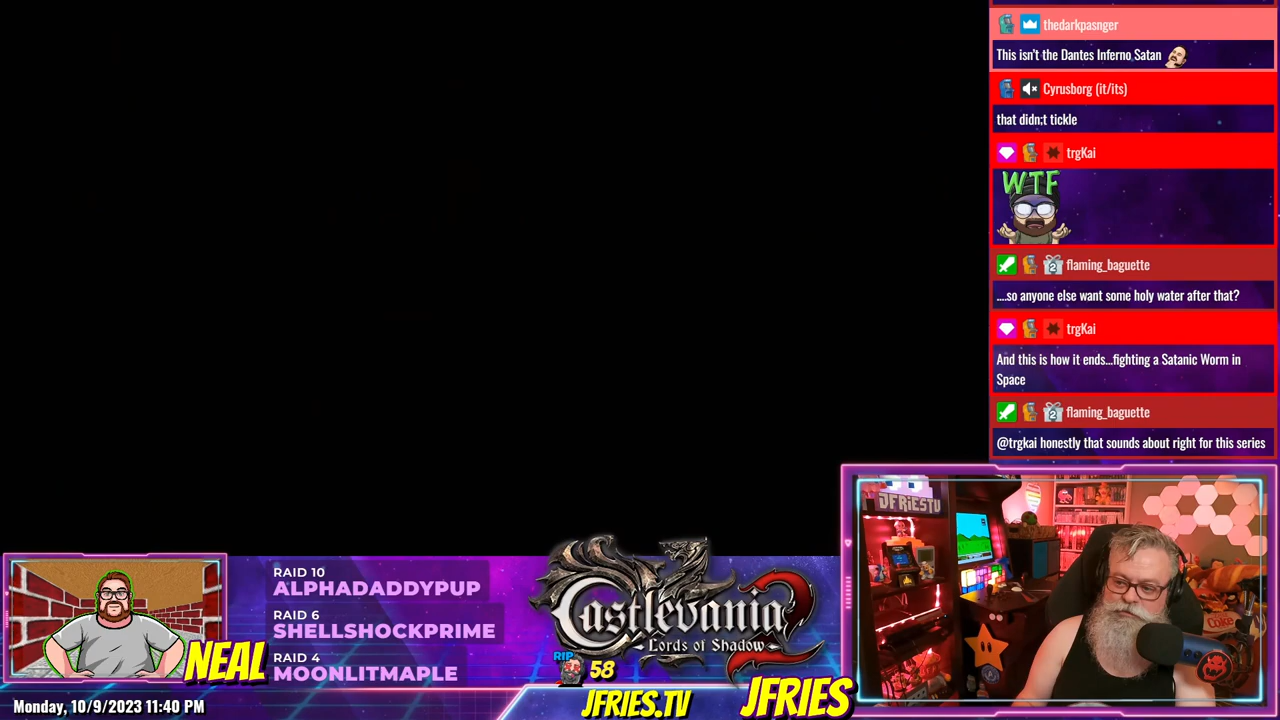 thedarkpasnger
This isn't the Dantes Inferno Satan
Cyrusborg (it/its)
that didn;t tickle
trgKai
WTF
flaming_baguette
....so anyone else want some holy water after that?
trgKai
And this is how it ends...fighting a Satanic Worm in
Space
flaming_baguette
@trgkai honestly that sounds about right for this series
JFRIESTV
Coke
RAID 10
ALPHADADDYPUP
RAID 6
SHELLSHOCKPRIME
RAID 4
MOONLITMAPLE
NEAL
Castlevania 2
Lords of Shadow
RIP
58
JFRIES.TV
JFRIES
Monday, 10/9/2023 11:40 PM